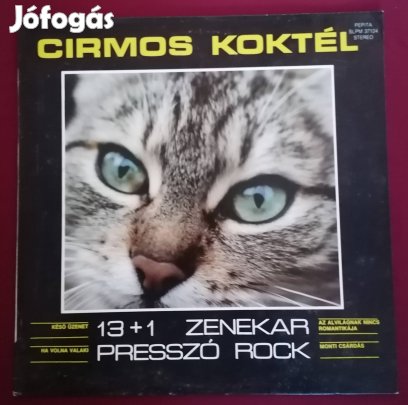 Jófogás
CIRMOS KOKTÉL
PEPITA
SLPM 37124
STEREO
KÉSŐ ÜZENET
13+1 ZENEKAR
AZ ALVILÁGNAK NINCS
ROMANTIKÁJA
HA VOLNA VALAKI
PRESSZÓ ROCK
MONTI CSÁRDÁS